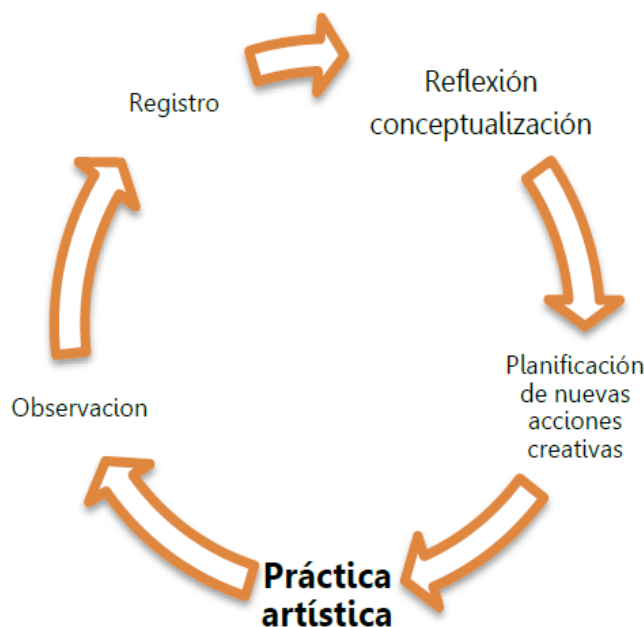 Registro
Reflexión
conceptualización
Planificación
de nuevas
acciones
creativas
Práctica
artística
Observacion